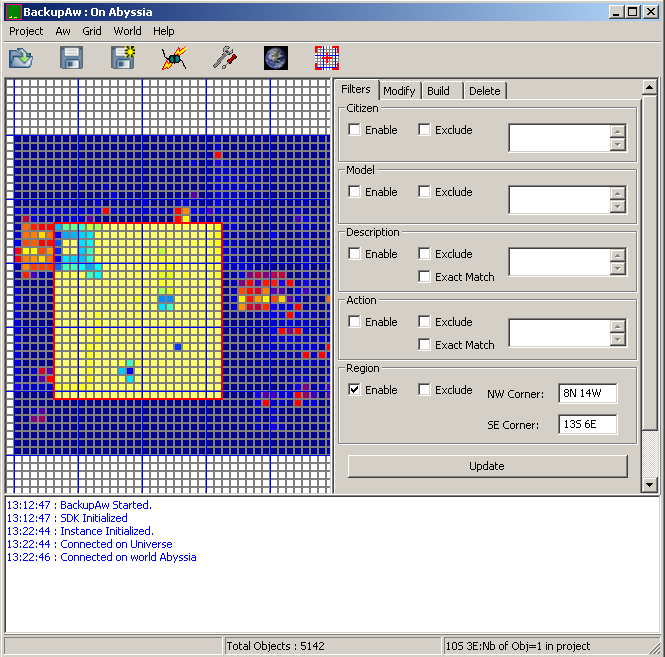 BackupAw : On Abyssia
Project Aw Grid World Help
Filters Modify Build Delete
Citizen
Enable Exclude
Model
Enable Exclude
Description
Enable Exclude
Exact Match
Action
Enable Exclude
Exact Match
Region
Enable Exclude
NW Corner: 8N 14W
SE Corner: 13S 6E
Update
13:12:47 : BackupAw Started.
13:12:47 : SDK Initialized
13:22:44 : Instance Initialized.
13:22:44 : Connected on Universe
13:22:46 : Connected on world Abyssia
Total Objects : 5142
10S 3E:Nb of Obj=1 in project